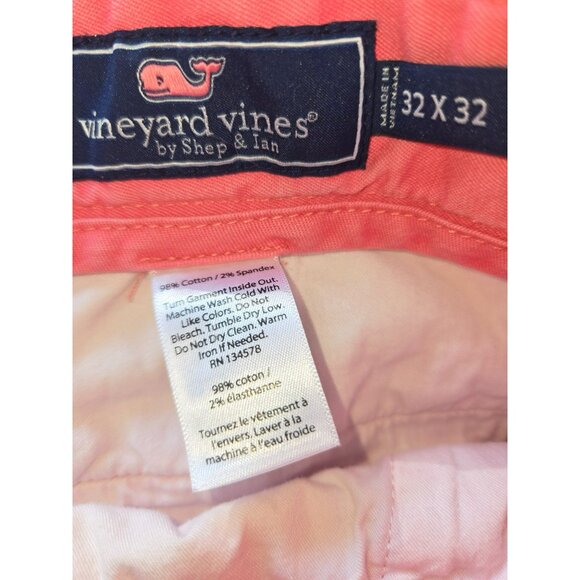 vineyard vines®
by Shep & Ian
MADE IN
VIETNAM
32 X 32
98% Cotton / 2% Spandex
Turn Garment Inside Out.
Machine Wash Cold With
Like Colors. Do Not
Bleach. Tumble Dry Low.
Do Not Dry Clean. Warm
Iron If Needed.
RN 134578
98% coton /
2% élasthanne
Tournez le vêtement à
l'envers. Laver à la
machine à l'eau froide